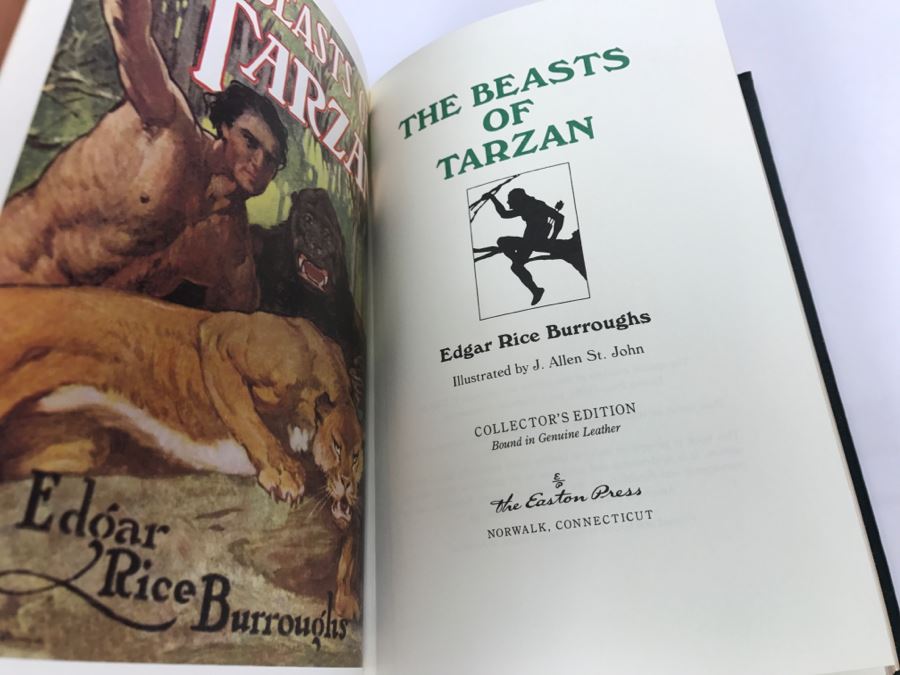 BEASTS
TARZAN
Edgar
Rice Burroughs
THE BEASTS
OF
TARZAN
Edgar Rice Burroughs
Illustrated by J. Allen St. John
COLLECTOR'S EDITION
Bound in Genuine Leather
E/P
the Easton Press
NORWALK, CONNECTICUT